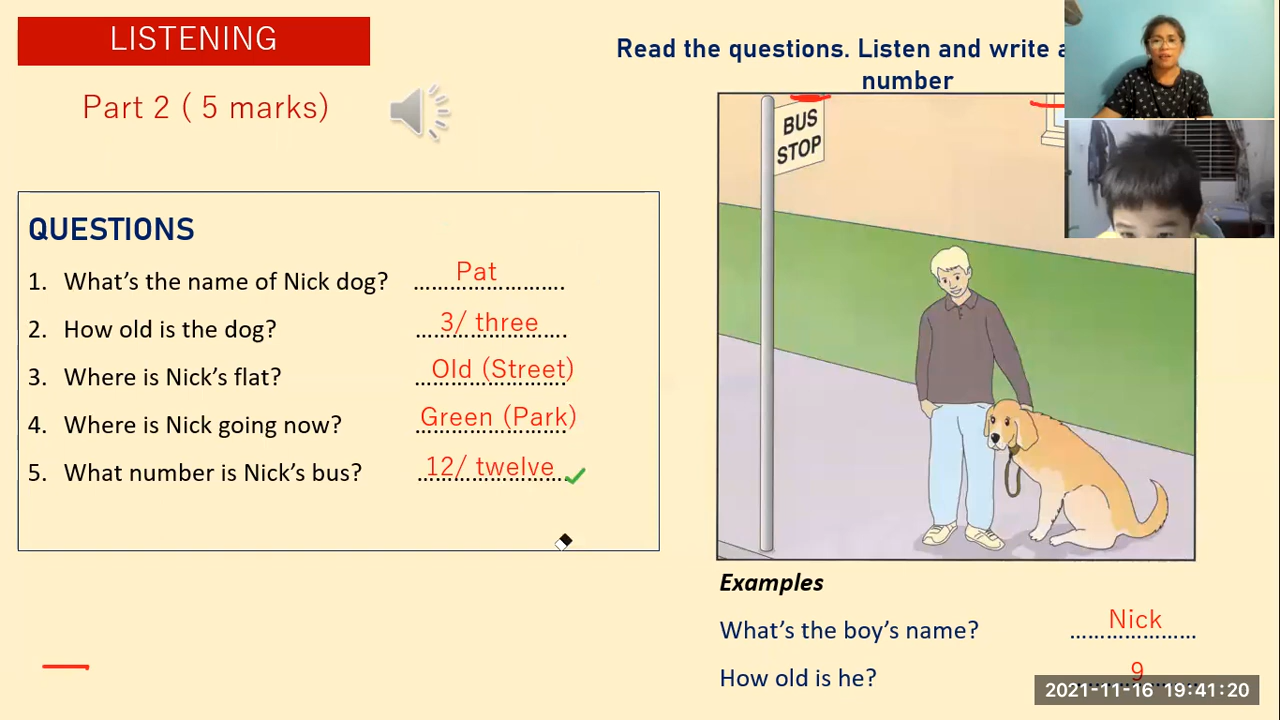 LISTENING
Part 2 ( 5 marks)
Read the questions. Listen and write a
number
BUS
STOP
QUESTIONS
1. What's the name of Nick dog? ........................ Pat
2. How old is the dog? ........................ 3/ three
3. Where is Nick's flat? ........................ Old (Street)
4. Where is Nick going now? ........................ Green (Park)
5. What number is Nick's bus? ........................ 12/ twelve
Examples
What's the boy's name? ..................... Nick
How old is he? 9
2021-11-16 19:41:20